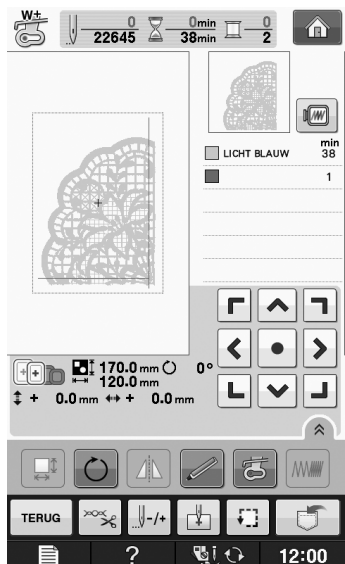 W+
0 0min 0
22645 38min 2
min
LICHT BLAUW 38
1
170.0 mm 0°
120.0 mm
+ 0.0 mm + 0.0 mm
TERUG -/+
? 12:00